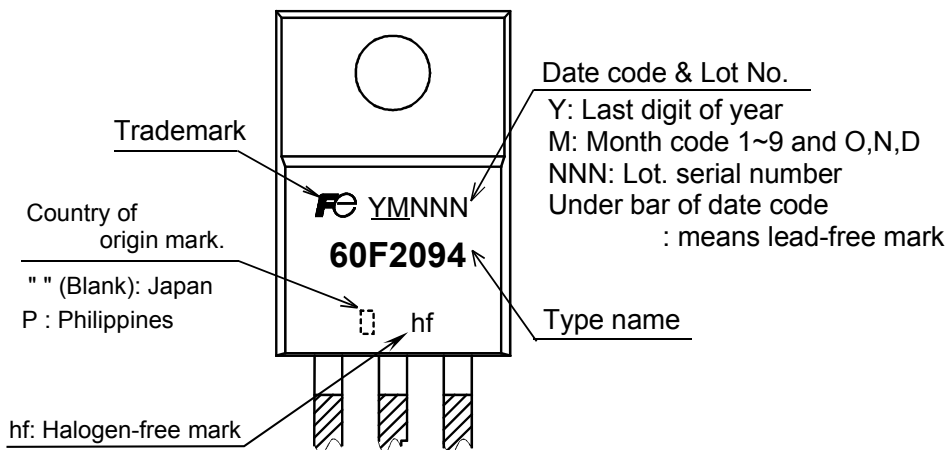 Trademark
Date code & Lot No.
Y: Last digit of year
M: Month code 1~9 and O,N,D
NNN: Lot. serial number
Under bar of date code
: means lead-free mark
Fe YMNNN
60F2094
Country of
origin mark.
" " (Blank): Japan
P : Philippines
hf
Type name
hf: Halogen-free mark